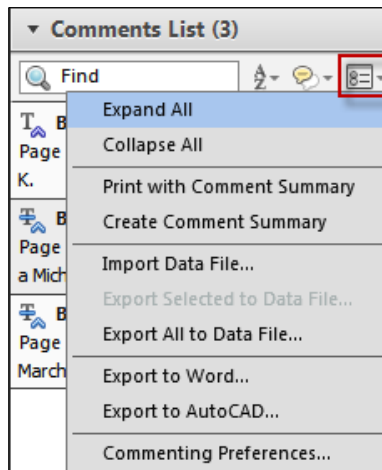 Comments List (3)
Find
Expand All
Collapse All
Print with Comment Summary
Create Comment Summary
Import Data File...
Export Selected to Data File...
Export All to Data File...
Export to Word...
Export to AutoCAD...
Commenting Preferences...
T B
Page
K.
T B
Page
a Mich
T B
Page
March